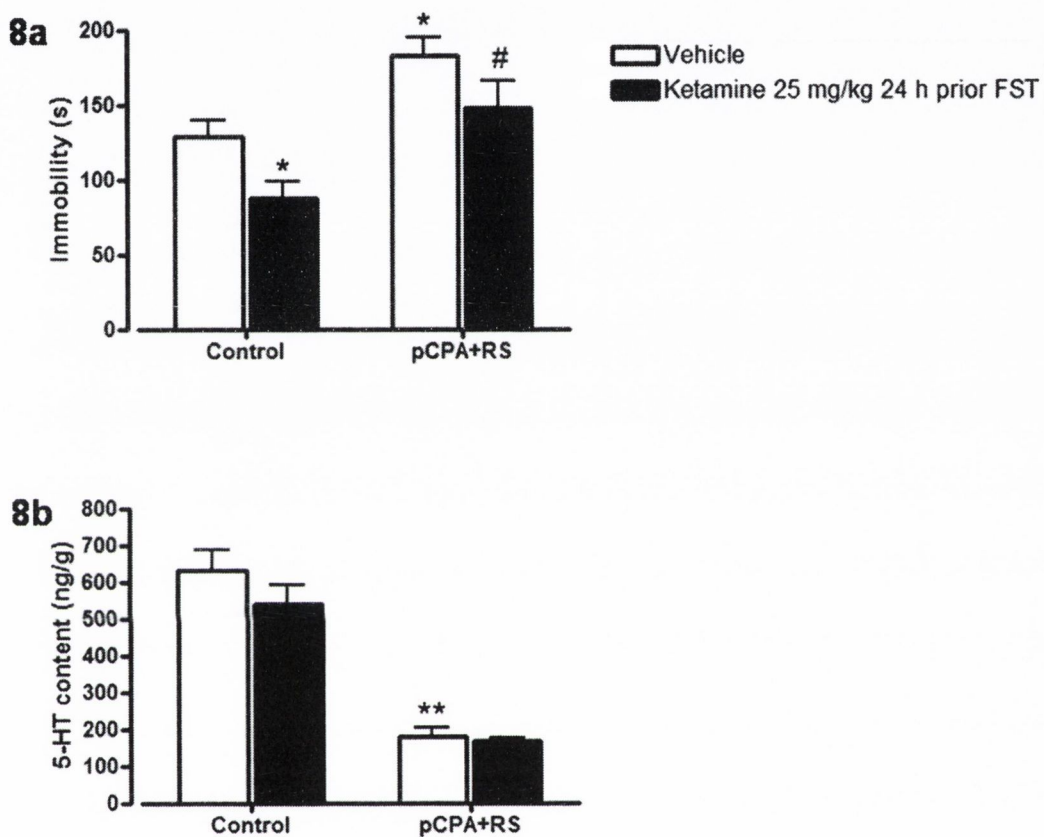 8a
Immobility (s)
200
150
100
50
0
*
*
#
Control
pCPA+RS
Vehicle
Ketamine 25 mg/kg 24 h prior FST
8b
5-HT content (ng/g)
800
700
600
500
400
300
200
100
0
**
Control
pCPA+RS